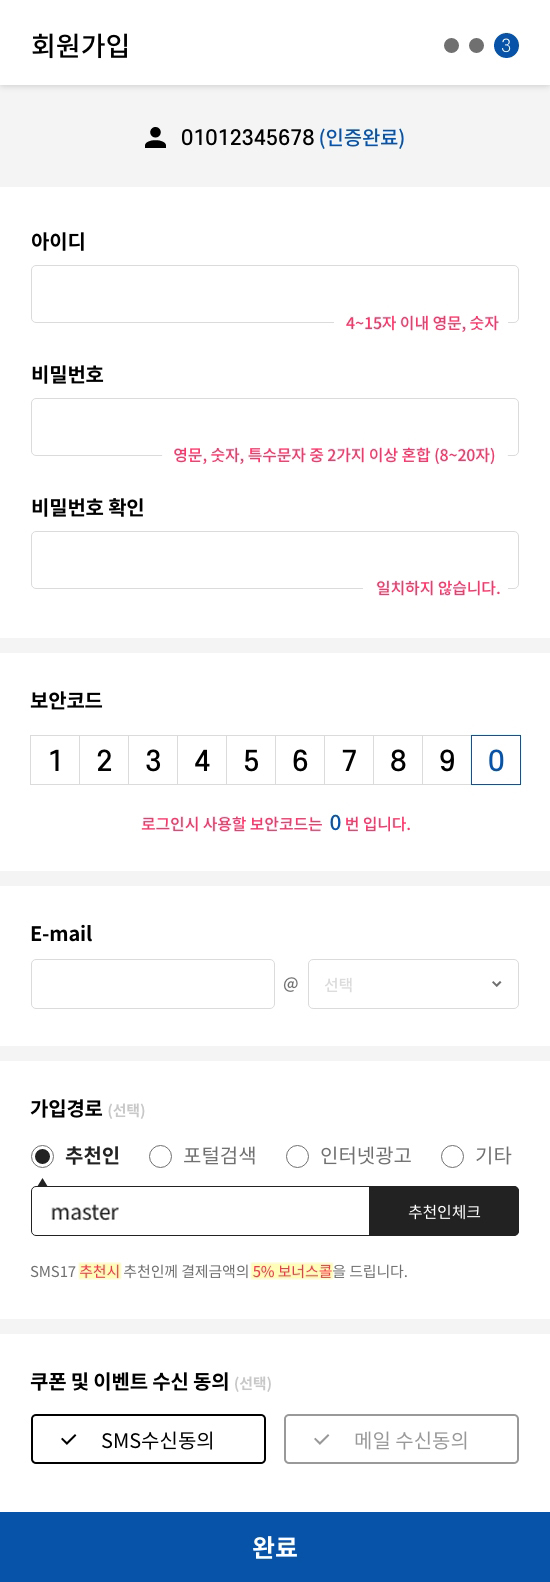 회원가입
3
01012345678 (인증완료)
아이디
4~15자 이내 영문, 숫자
비밀번호
영문, 숫자, 특수문자 중 2가지 이상 혼합 (8~20자)
비밀번호 확인
일치하지 않습니다.
보안코드
1 2 3 4 5 6 7 8 9 0
로그인시 사용할 보안코드는 0 번 입니다.
E-mail
@ 선택
가입경로 (선택)
추천인 포털검색 인터넷광고 기타
master 추천인체크
SMS17 추천시 추천인께 결제금액의 5% 보너스콜을 드립니다.
쿠폰 및 이벤트 수신 동의 (선택)
SMS수신동의 메일 수신동의
완료